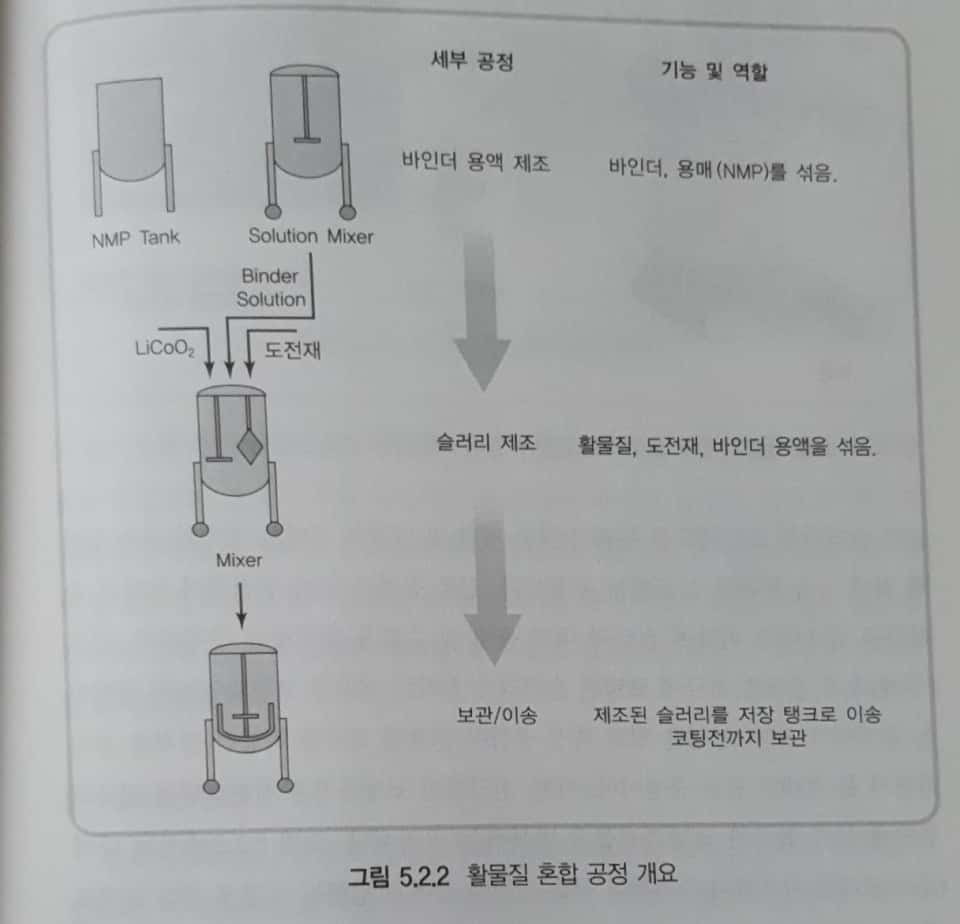 세부 공정
기능 및 역할
바인더 용액 제조
바인더, 용매(NMP)를 섞음.
NMP Tank
Solution Mixer
Binder
Solution
LiCoO₂
도전재
슬러리 제조
활물질, 도전재, 바인더 용액을 섞음.
Mixer
보관/이송
제조된 슬러리를 저장 탱크로 이송
코팅전까지 보관
그림 5.2.2 활물질 혼합 공정 개요